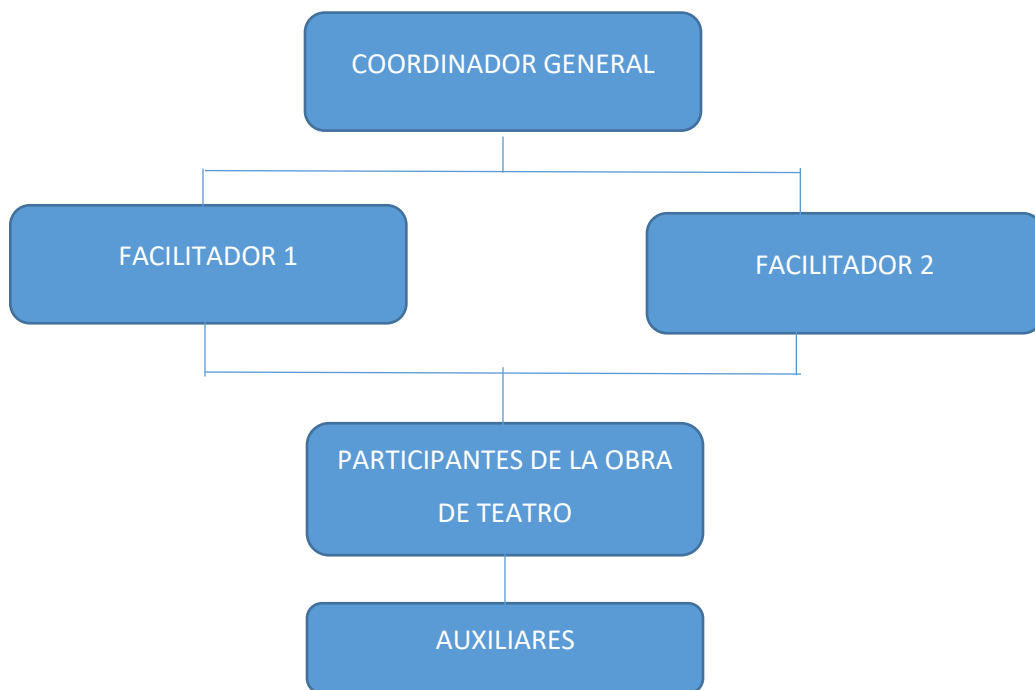 COORDINADOR GENERAL
FACILITADOR 1
FACILITADOR 2
PARTICIPANTES DE LA OBRA
DE TEATRO
AUXILIARES